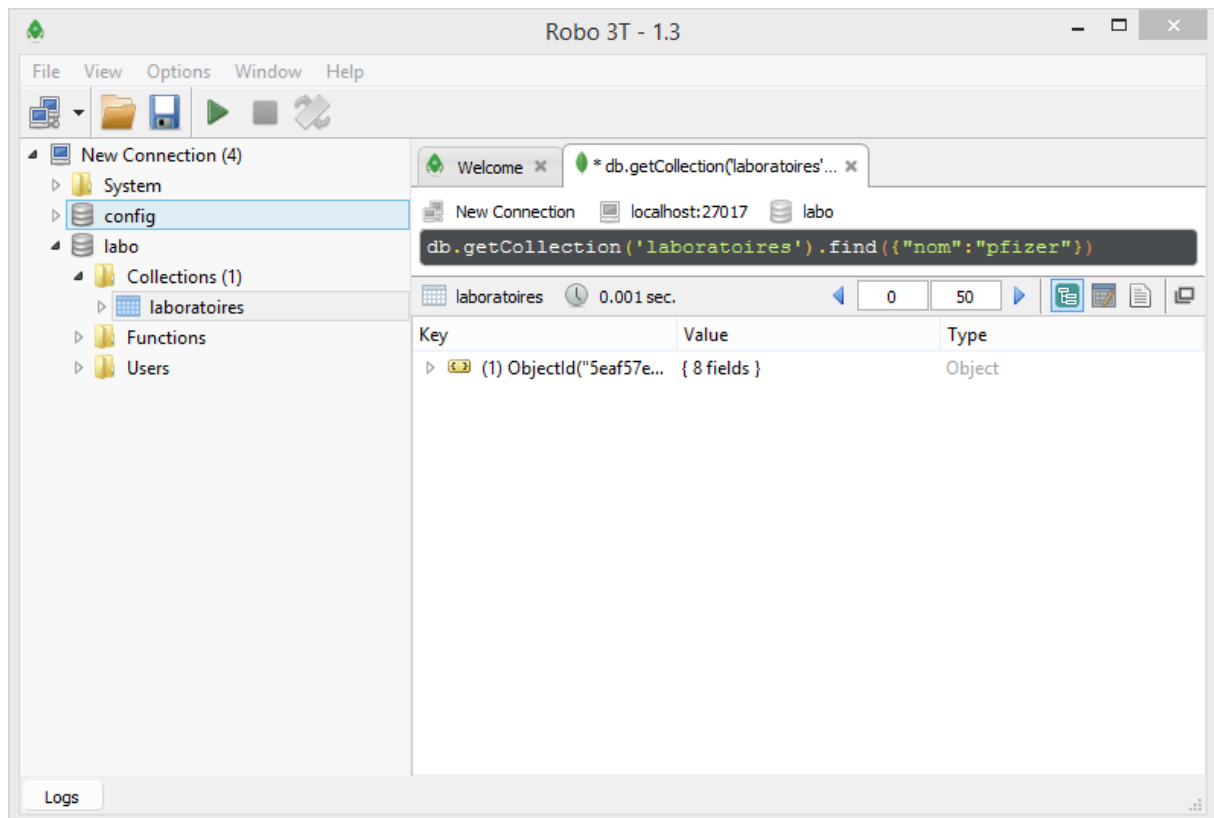 Robo 3T - 1.3
File View Options Window Help
New Connection (4)
System
config
labo
Collections (1)
laboratoires
Functions
Users
Welcome * db.getCollection('laboratoires'...
New Connection localhost:27017 labo
db.getCollection('laboratoires').find({"nom":"pfizer"})
laboratoires 0.001 sec. 0 50
Key Value Type
(1) ObjectId("5eaf57e... { 8 fields } Object
Logs